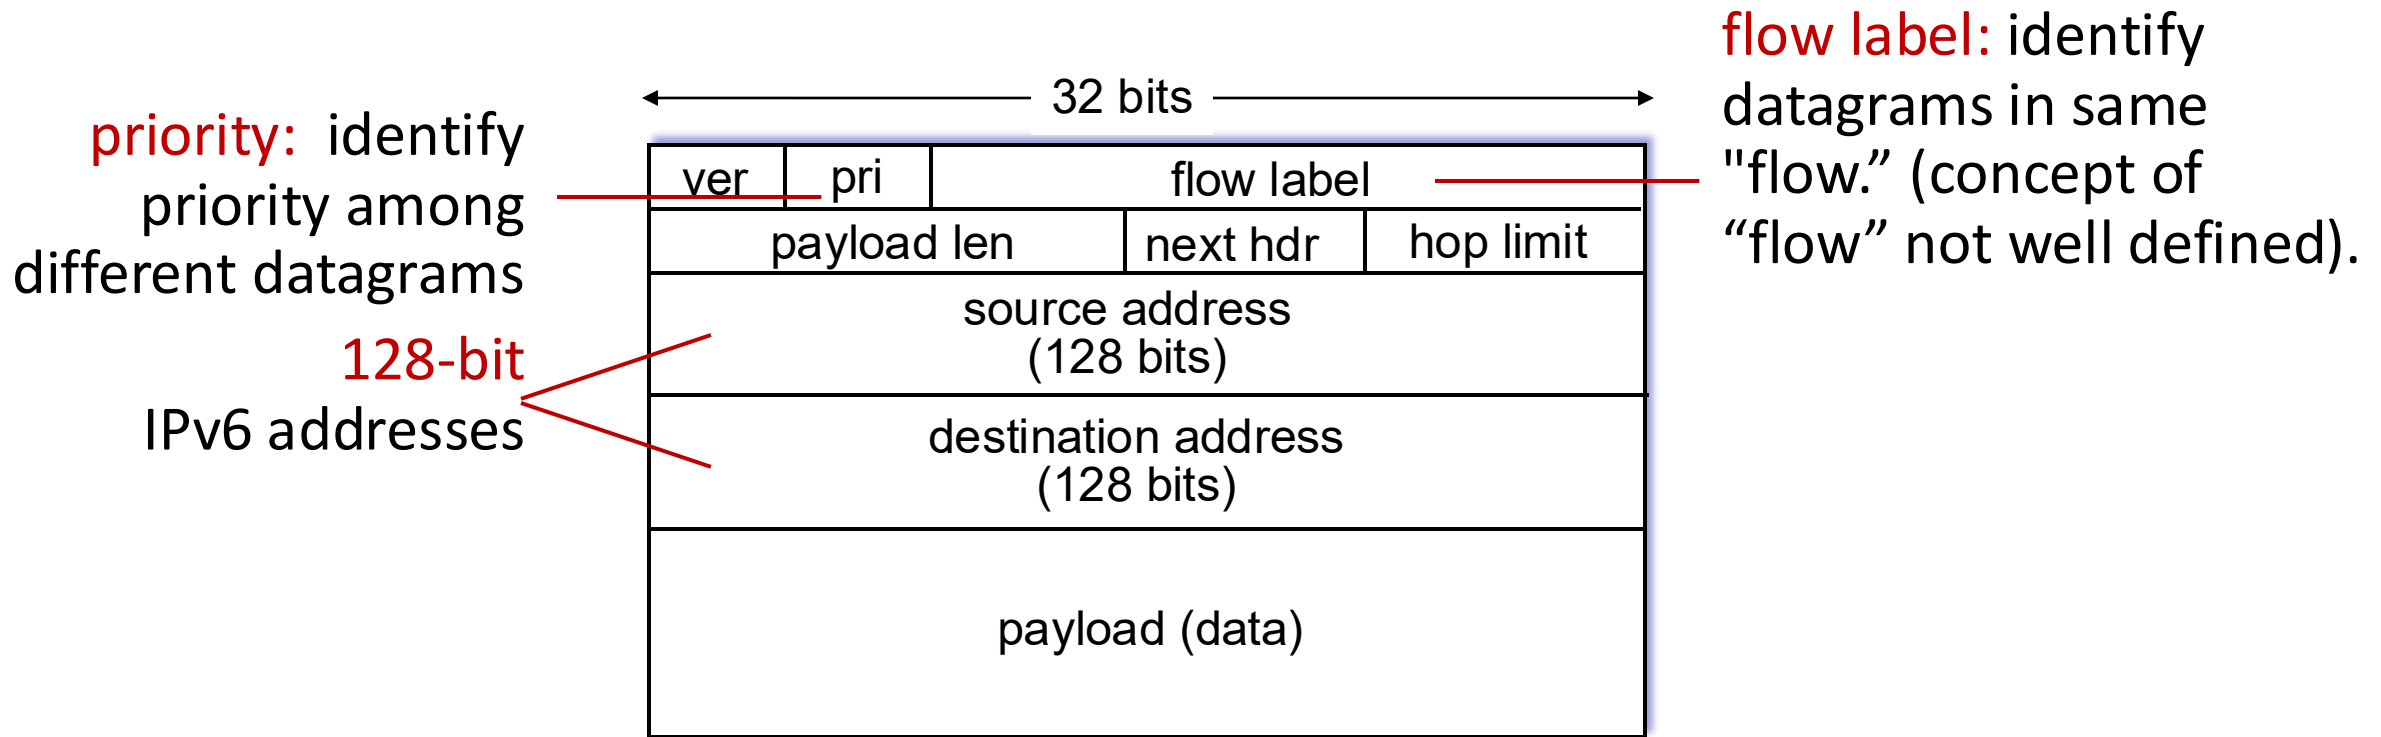 32 bits
priority:  identify
priority among
different datagrams
128-bit
IPv6 addresses
ver
pri
flow label
payload len
next hdr
hop limit
source address
(128 bits)
destination address
(128 bits)
payload (data)
flow label: identify
datagrams in same
"flow.” (concept of
“flow” not well defined).